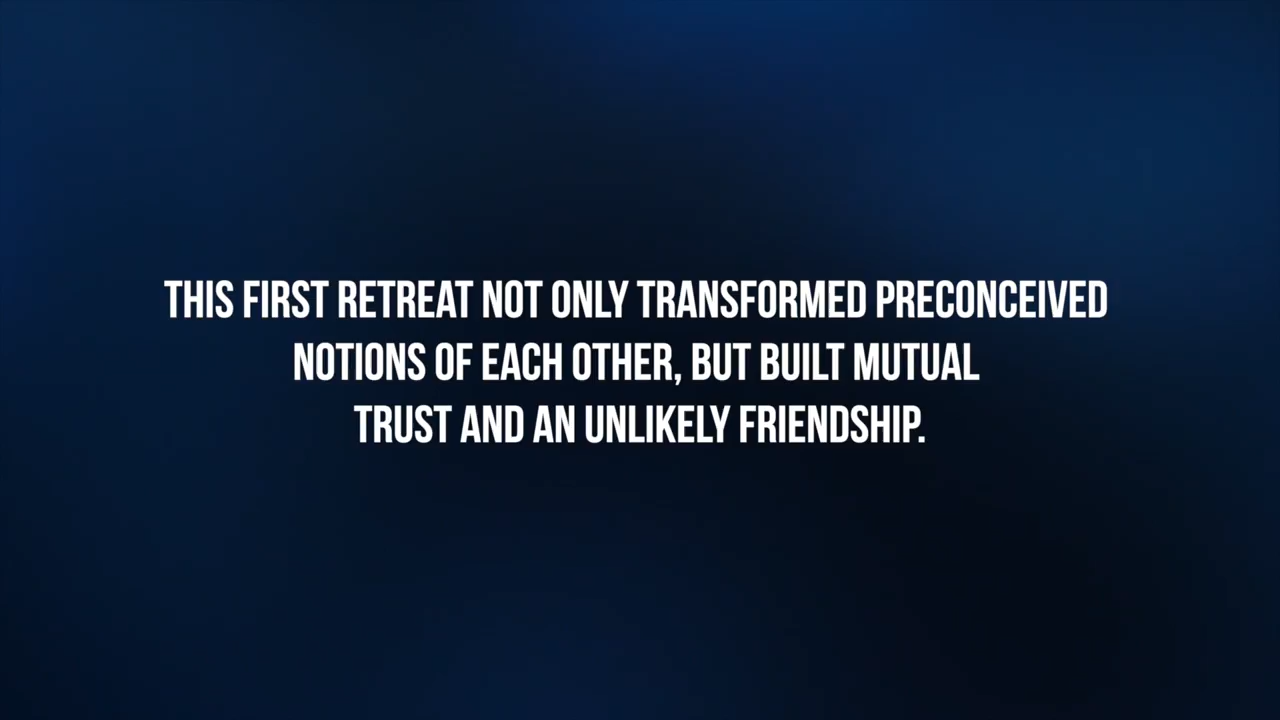 THIS FIRST RETREAT NOT ONLY TRANSFORMED PRECONCEIVED
NOTIONS OF EACH OTHER, BUT BUILT MUTUAL
TRUST AND AN UNLIKELY FRIENDSHIP.